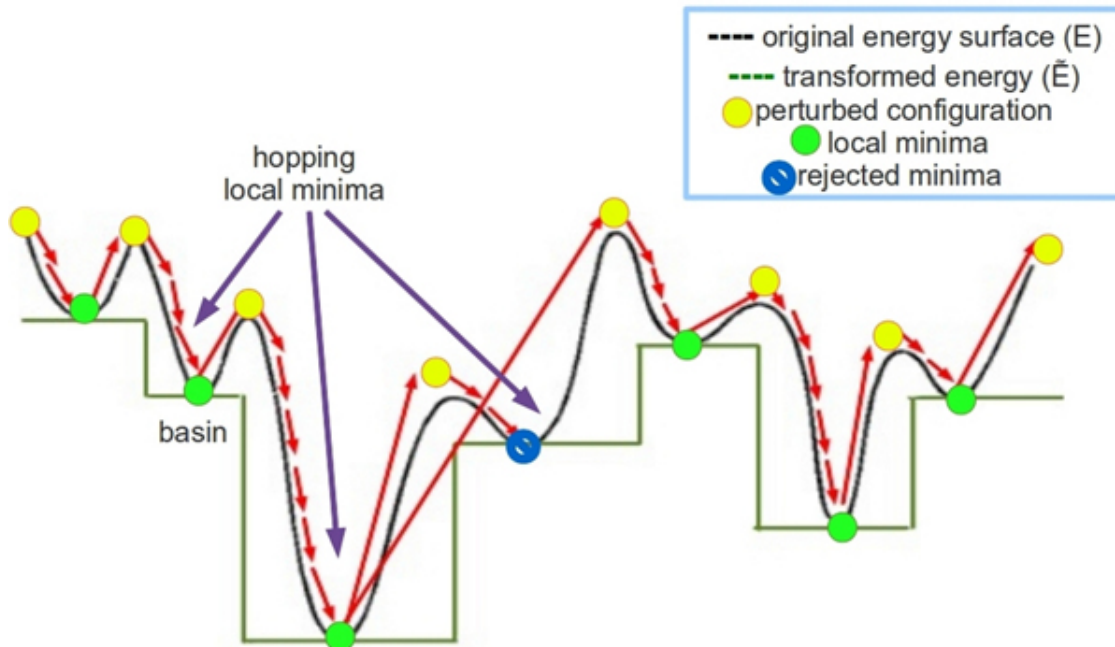 original energy surface (E)
transformed energy (Ẽ)
perturbed configuration
local minima
rejected minima
hopping
local minima
basin